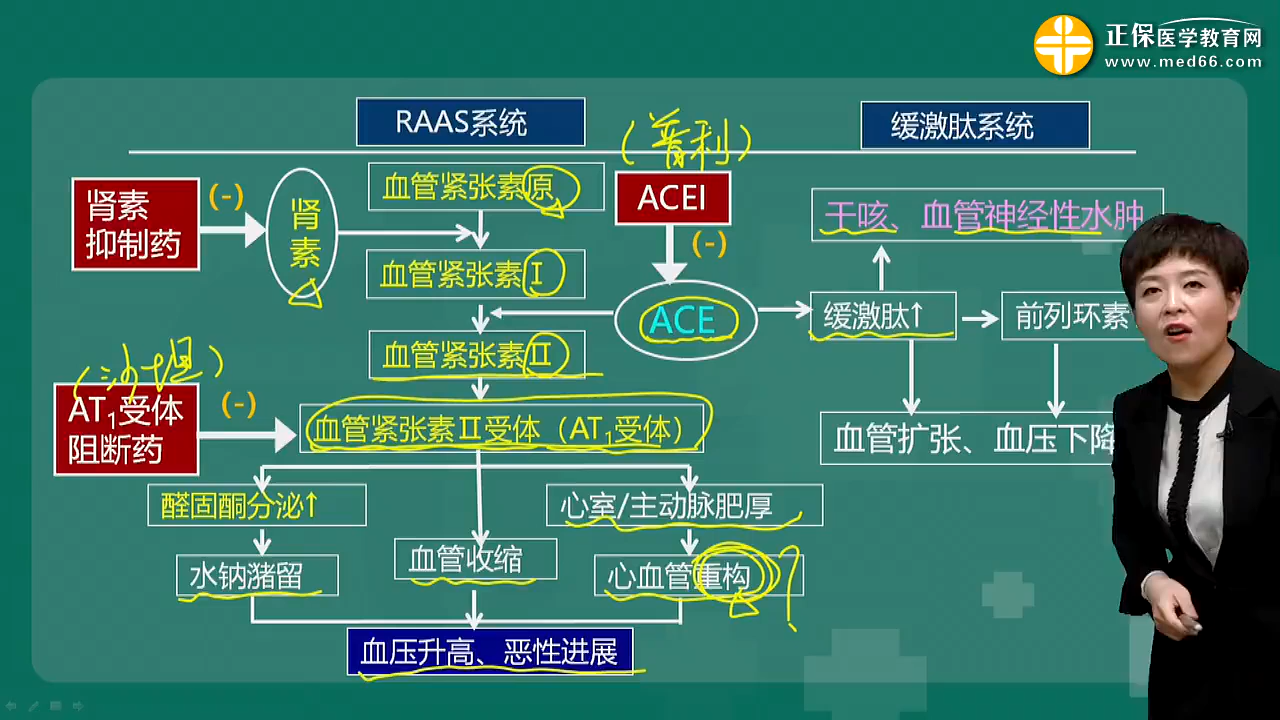 正保医学教育网
www.med66.com
RAAS系统
缓激肽系统
(普利)
肾素
抑制药
(-)
肾
素
血管紧张素原
ACEI
(-)
干咳、血管神经性水肿
血管紧张素Ⅰ
ACE
缓激肽↑
前列环素
血管紧张素Ⅱ
(沙坦)
AT₁受体
阻断药
(-)
血管紧张素Ⅱ受体（AT₁受体）
血管扩张、血压下降
醛固酮分泌↑
心室/主动脉肥厚
水钠潴留
血管收缩
心血管重构
?
血压升高、恶性进展